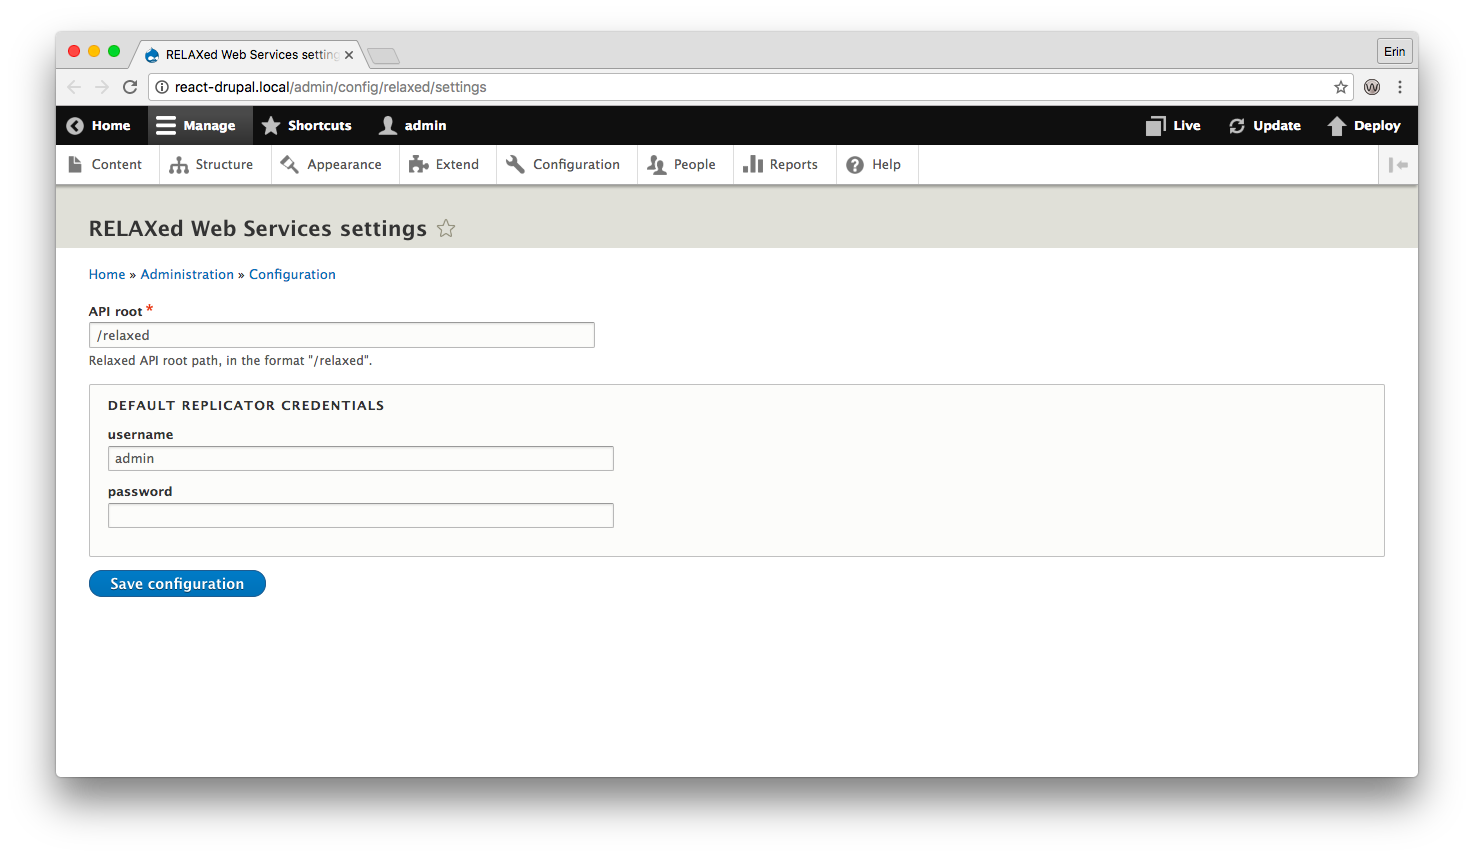 RELAXed Web Services setting
Erin
react-drupal.local/admin/config/relaxed/settings
Home Manage Shortcuts admin Live Update Deploy
Content Structure Appearance Extend Configuration People Reports Help
RELAXed Web Services settings
Home » Administration » Configuration
API root *
/relaxed
Relaxed API root path, in the format "/relaxed".
DEFAULT REPLICATOR CREDENTIALS
username
admin
password
Save configuration